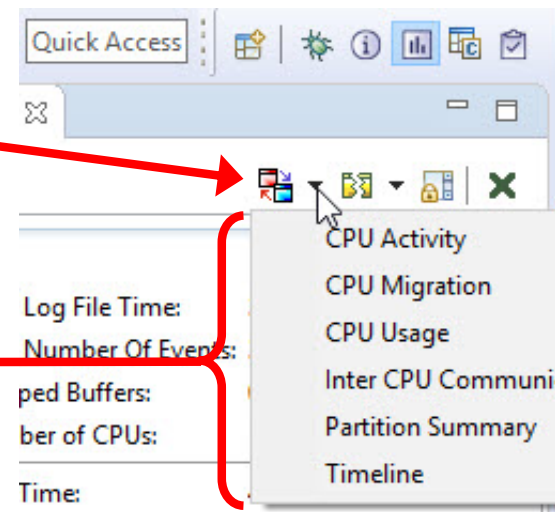 Quick Access
CPU Activity
CPU Migration
Log File Time:
CPU Usage
Number Of Events:
Inter CPU Communi
ped Buffers:
Partition Summary
ber of CPUs:
Timeline
Time: